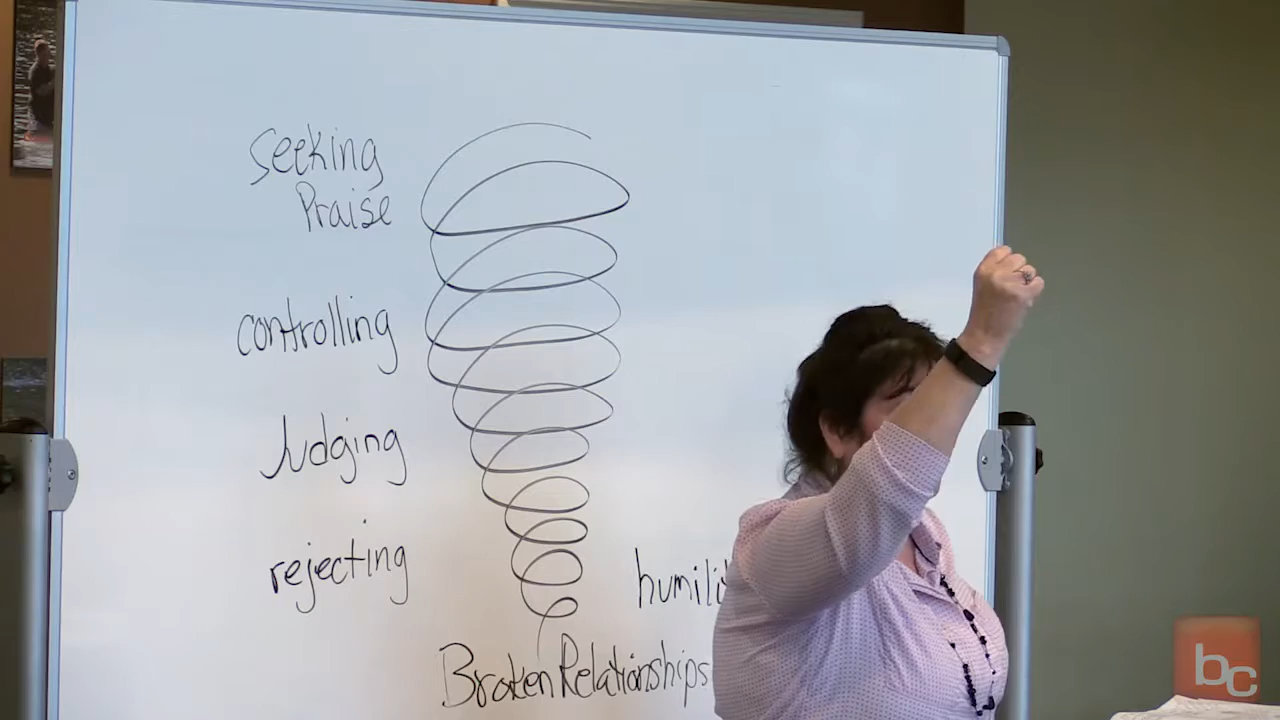 Seeking
Praise
controlling
Judging
rejecting
humili
Broken Relationships
bc